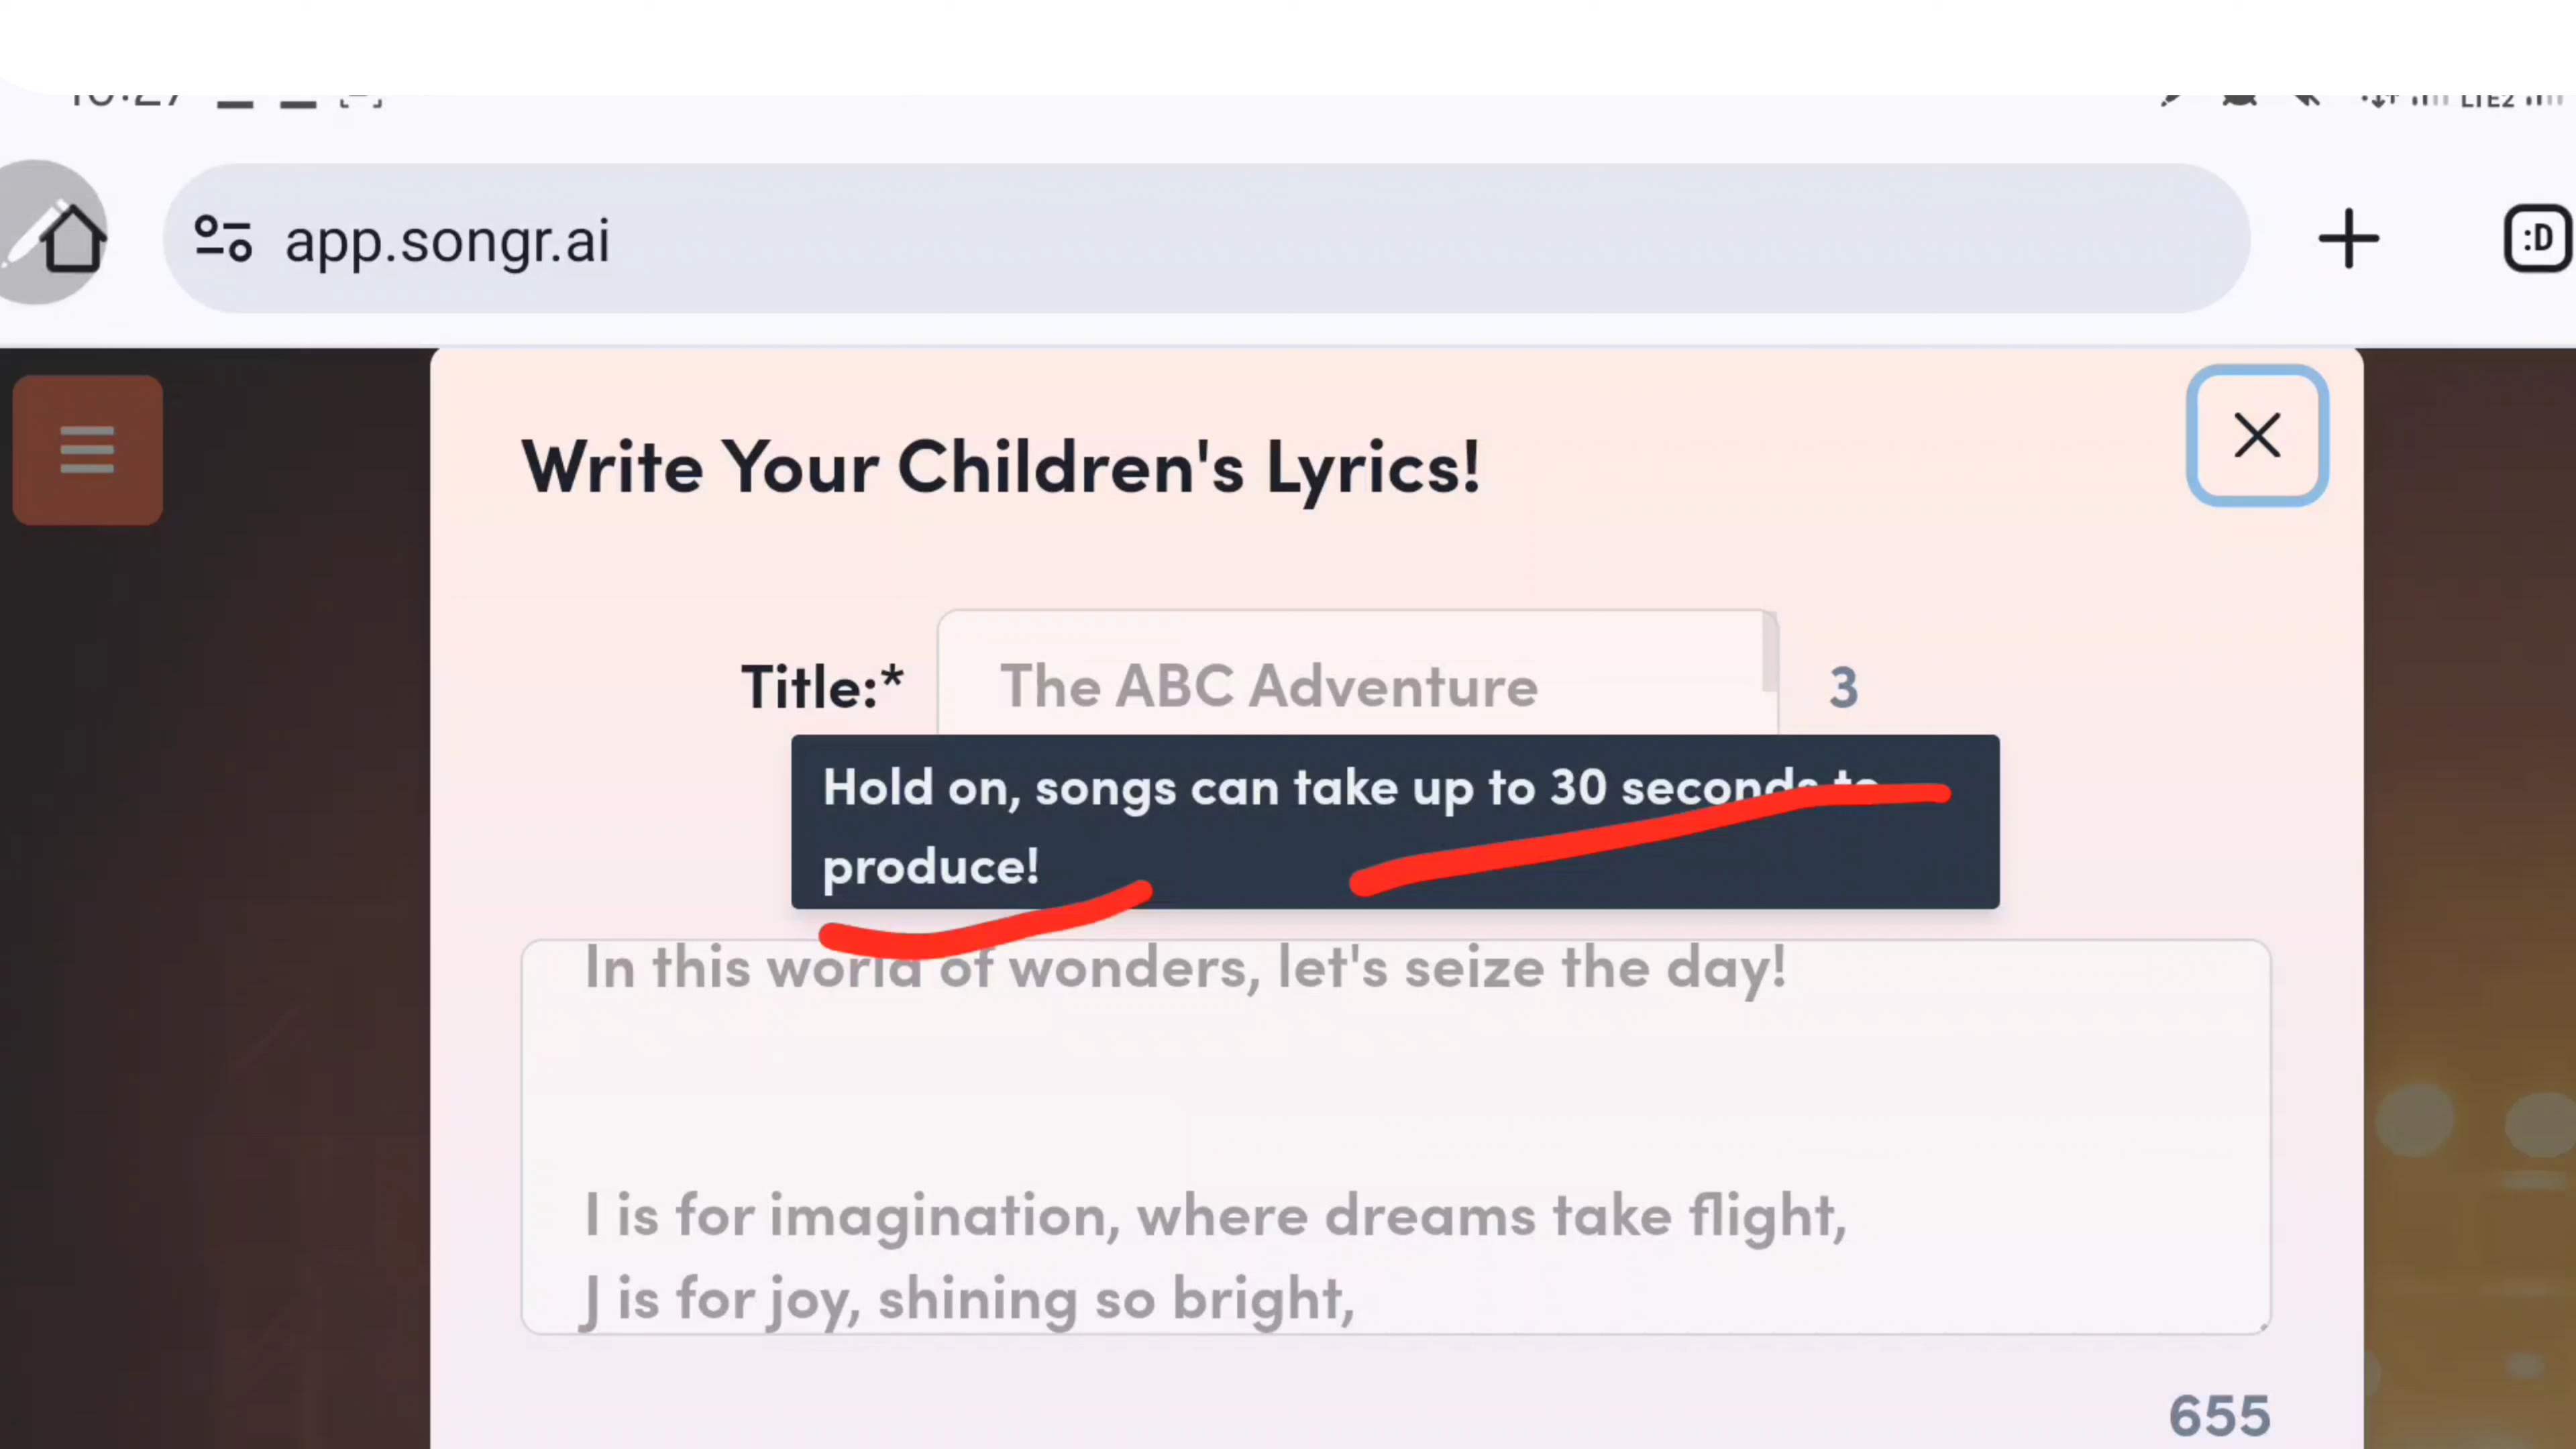 app.songr.ai
:D
Write Your Children's Lyrics!
Title:* The ABC Adventure 3
Hold on, songs can take up to 30 seconds to
produce!
In this world of wonders, let's seize the day!
I is for imagination, where dreams take flight,
J is for joy, shining so bright,
655